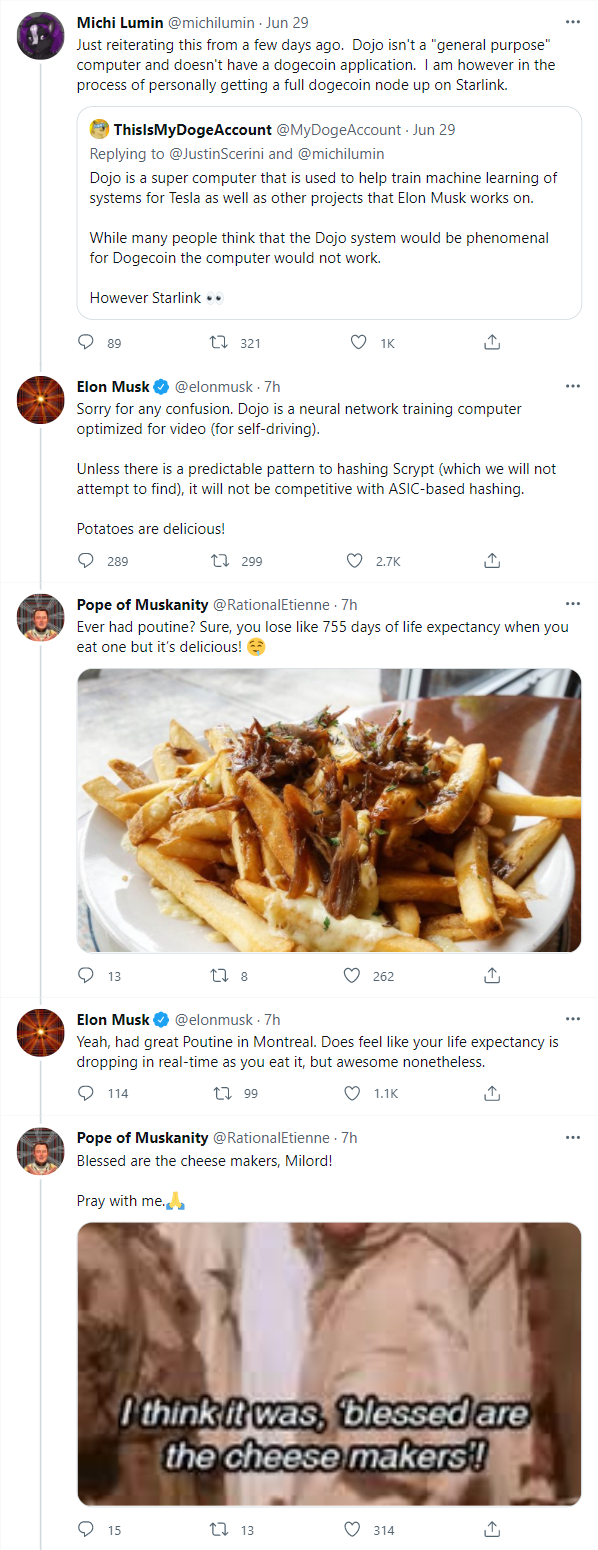 Michi Lumin @michilumin · Jun 29
Just reiterating this from a few days ago.  Dojo isn't a "general purpose"
computer and doesn't have a dogecoin application.  I am however in the
process of personally getting a full dogecoin node up on Starlink.
ThisIsMyDogeAccount @MyDogeAccount · Jun 29
Replying to @JustinScerini and @michilumin
Dojo is a super computer that is used to help train machine learning of
systems for Tesla as well as other projects that Elon Musk works on.
While many people think that the Dojo system would be phenomenal
for Dogecoin the computer would not work.
However Starlink 👀
89 321 1K
Elon Musk @elonmusk · 7h
Sorry for any confusion. Dojo is a neural network training computer
optimized for video (for self-driving).
Unless there is a predictable pattern to hashing Scrypt (which we will not
attempt to find), it will not be competitive with ASIC-based hashing.
Potatoes are delicious!
289 299 2.7K
Pope of Muskanity @RationalEtienne · 7h
Ever had poutine? Sure, you lose like 755 days of life expectancy when you
eat one but it's delicious! 🤤
13 8 262
Elon Musk @elonmusk · 7h
Yeah, had great Poutine in Montreal. Does feel like your life expectancy is
dropping in real-time as you eat it, but awesome nonetheless.
114 99 1.1K
Pope of Muskanity @RationalEtienne · 7h
Blessed are the cheese makers, Milord!
Pray with me.🙏
I think it was, 'blessed are
the cheese makers'!
15 13 314